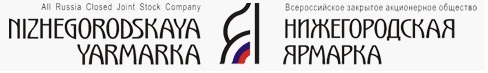 All Russia Closed Joint Stock Company
NIZHEGORODSKAYA
YARMARKA
Всероссийское закрытое акционерное общество
НИЖЕГОРОДСКАЯ
ЯРМАРКА